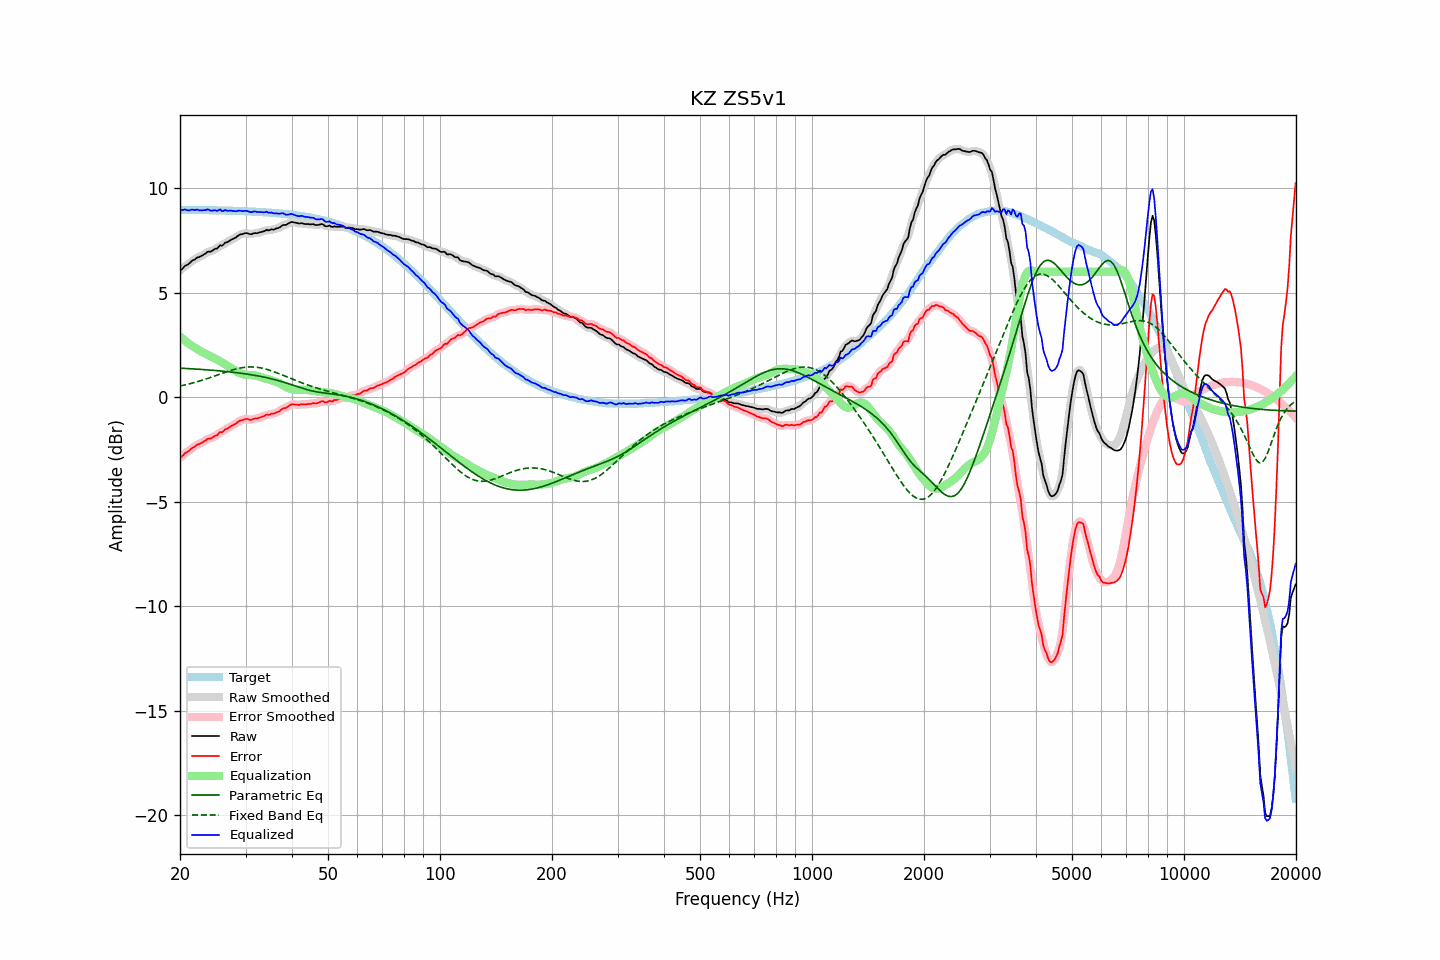 KZ ZS5v1
Amplitude (dBr)
10
5
0
−5
−10
−15
−20
Target
Raw Smoothed
Error Smoothed
Raw
Error
Equalization
Parametric Eq
Fixed Band Eq
Equalized
20 50 100 200 500 1000 2000 5000 10000 20000
Frequency (Hz)